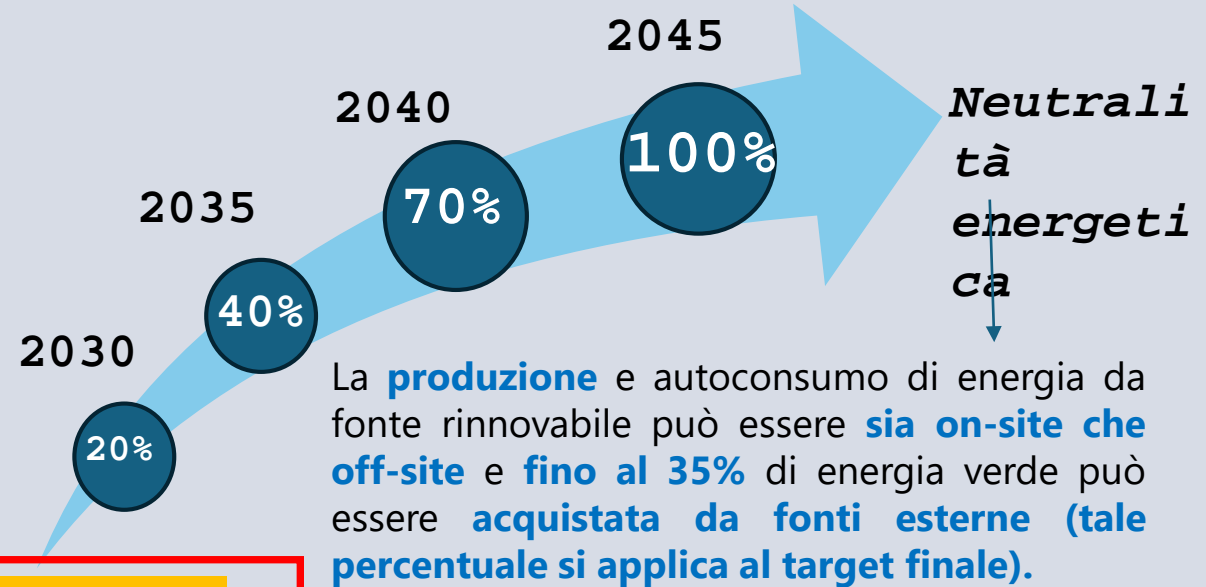 2045
2040
2035
2030
100%
70%
40%
20%
Neutrali
tà
energeti
ca
La produzione e autoconsumo di energia da
fonte rinnovabile può essere sia on-site che
off-site e fino al 35% di energia verde può
essere acquistata da fonti esterne (tale
percentuale si applica al target finale).